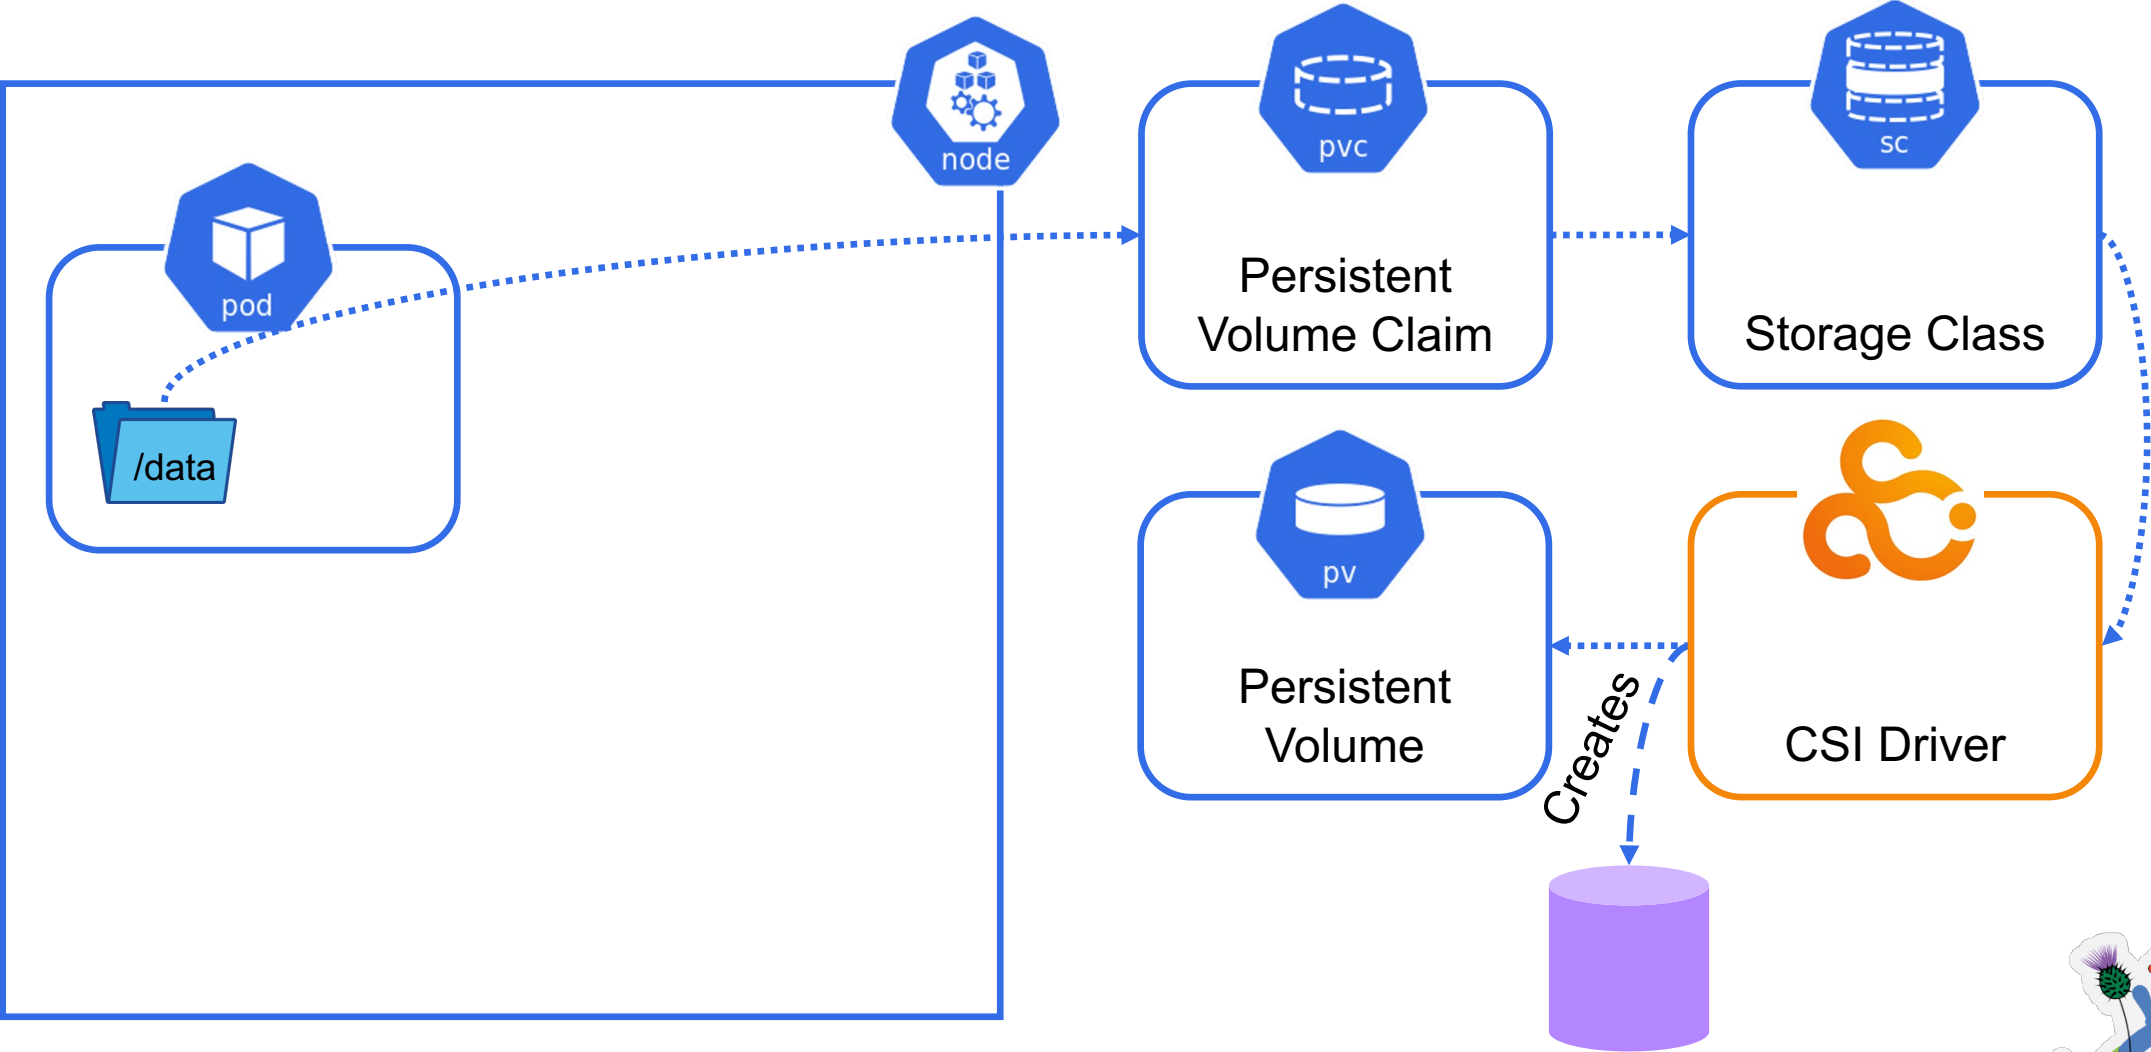 node
pvc
sc
pod
Persistent
Volume Claim
Storage Class
/data
pv
Persistent
Volume
Creates
CSI Driver